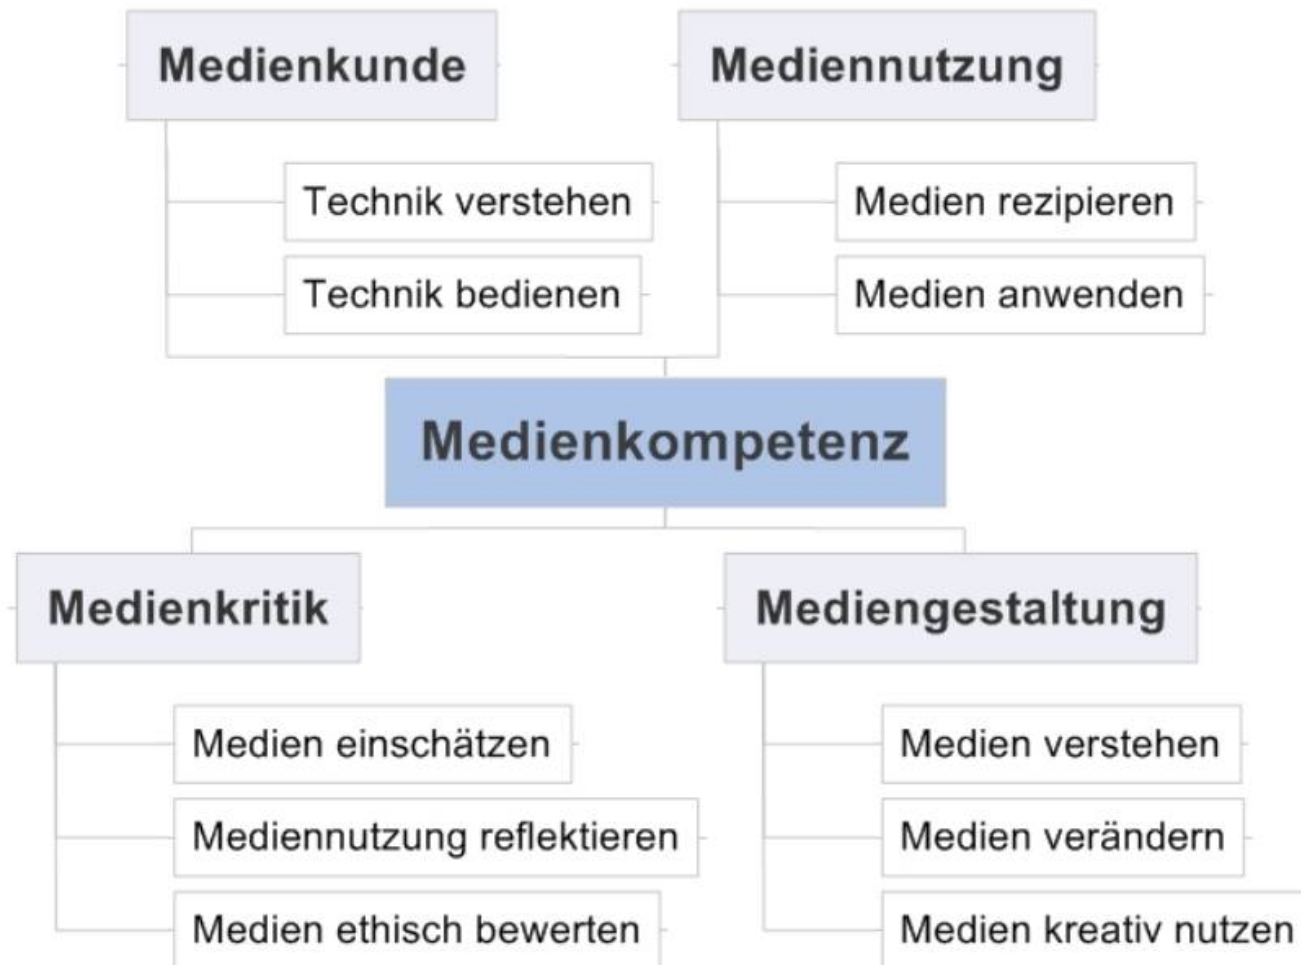 Medienkunde
Technik verstehen
Technik bedienen
Mediennutzung
Medien rezipieren
Medien anwenden
Medienkompetenz
Medienkritik
Medien einschätzen
Mediennutzung reflektieren
Medien ethisch bewerten
Mediengestaltung
Medien verstehen
Medien verändern
Medien kreativ nutzen